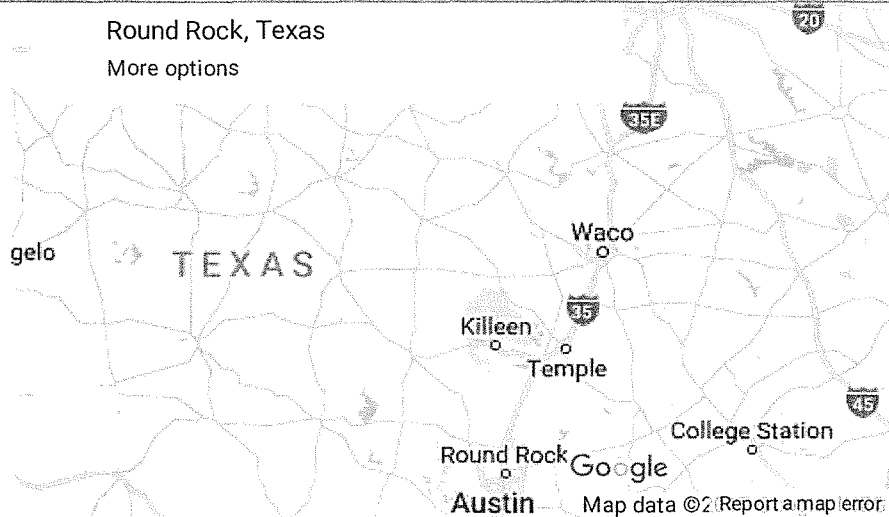 Round Rock, Texas
More options
20
35E
Waco
gelo
TEXAS
35
Killeen
Temple
45
College Station
Round Rock
Google
Austin
Map data ©2
Report a map error